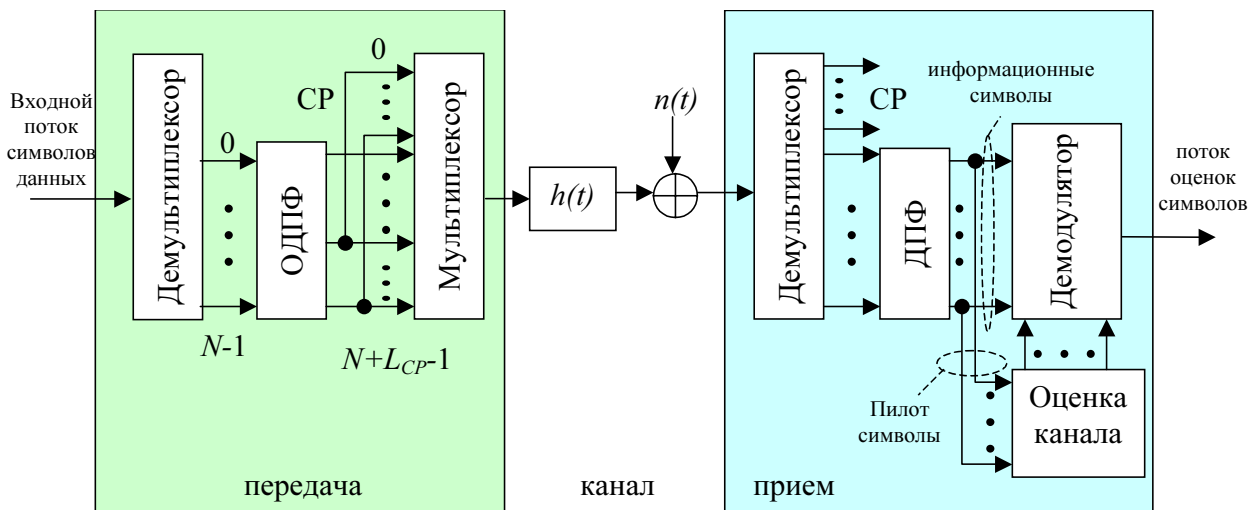 Входной
поток
символов
данных
Демультиплексор
0
N-1
ОДПФ
CP
0
Мультиплексор
N+L_CP-1
передача
h(t)
n(t)
канал
Демультиплексор
CP
ДПФ
информационные
символы
Демодулятор
Пилот
символы
Оценка
канала
прием
поток
оценок
символов